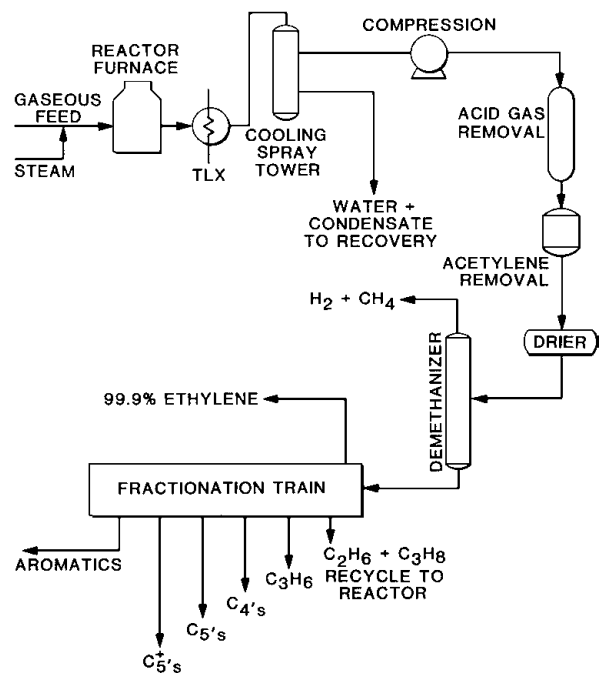 COMPRESSION
REACTOR
FURNACE
GASEOUS
FEED
STEAM
TLX
COOLING
SPRAY
TOWER
ACID GAS
REMOVAL
WATER +
CONDENSATE
TO RECOVERY
ACETYLENE
REMOVAL
H2 + CH4
DRIER
DEMETHANIZER
99.9% ETHYLENE
FRACTIONATION TRAIN
AROMATICS
C5+'s
C5's
C4's
C3H6
C2H6 + C3H8
RECYCLE TO
REACTOR